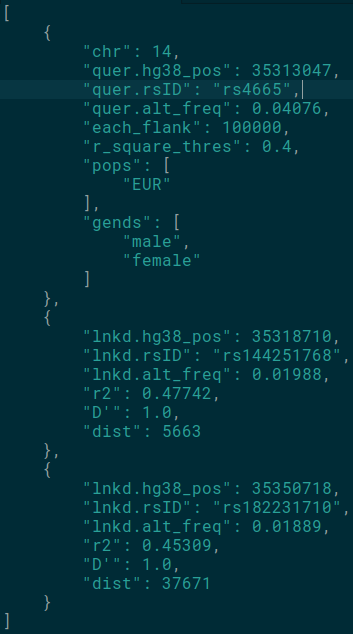 [
    {
        "chr": 14,
        "quer.hg38_pos": 35313047,
        "quer.rsID": "rs4665",
        "quer.alt_freq": 0.04076,
        "each_flank": 100000,
        "r_square_thres": 0.4,
        "pops": [
            "EUR"
        ],
        "gends": [
            "male",
            "female"
        ]
    },
    {
        "lnkd.hg38_pos": 35318710,
        "lnkd.rsID": "rs144251768",
        "lnkd.alt_freq": 0.01988,
        "r2": 0.47742,
        "D'": 1.0,
        "dist": 5663
    },
    {
        "lnkd.hg38_pos": 35350718,
        "lnkd.rsID": "rs182231710",
        "lnkd.alt_freq": 0.01889,
        "r2": 0.45309,
        "D'": 1.0,
        "dist": 37671
    }
]